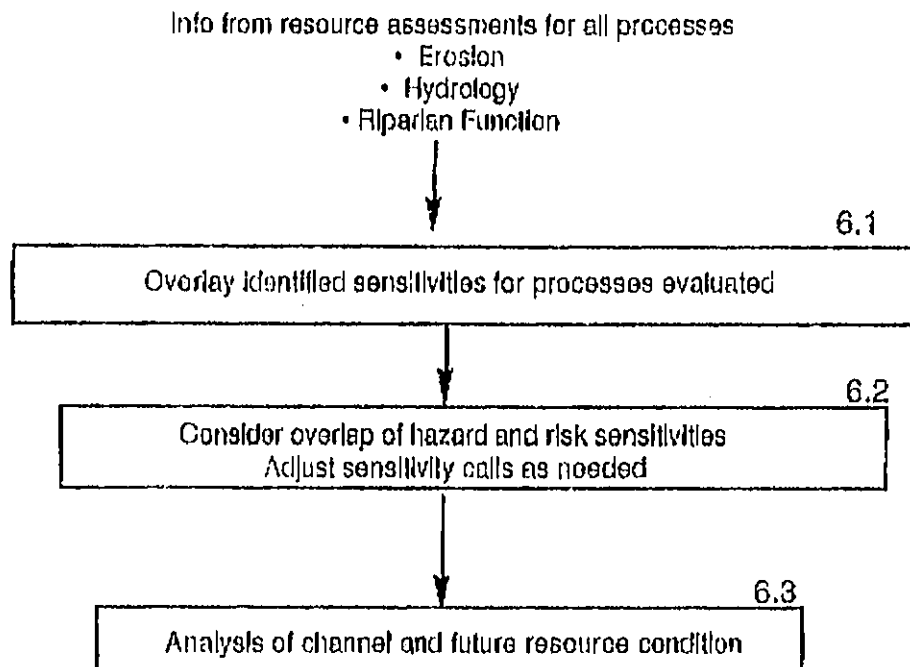 Info from resource assessments for all processes
• Erosion
• Hydrology
• Riparian Function
6.1
Overlay identified sensitivities for processes evaluated
6.2
Consider overlap of hazard and risk sensitivities
Adjust sensitivity calls as needed
6.3
Analysis of channel and future resource condition